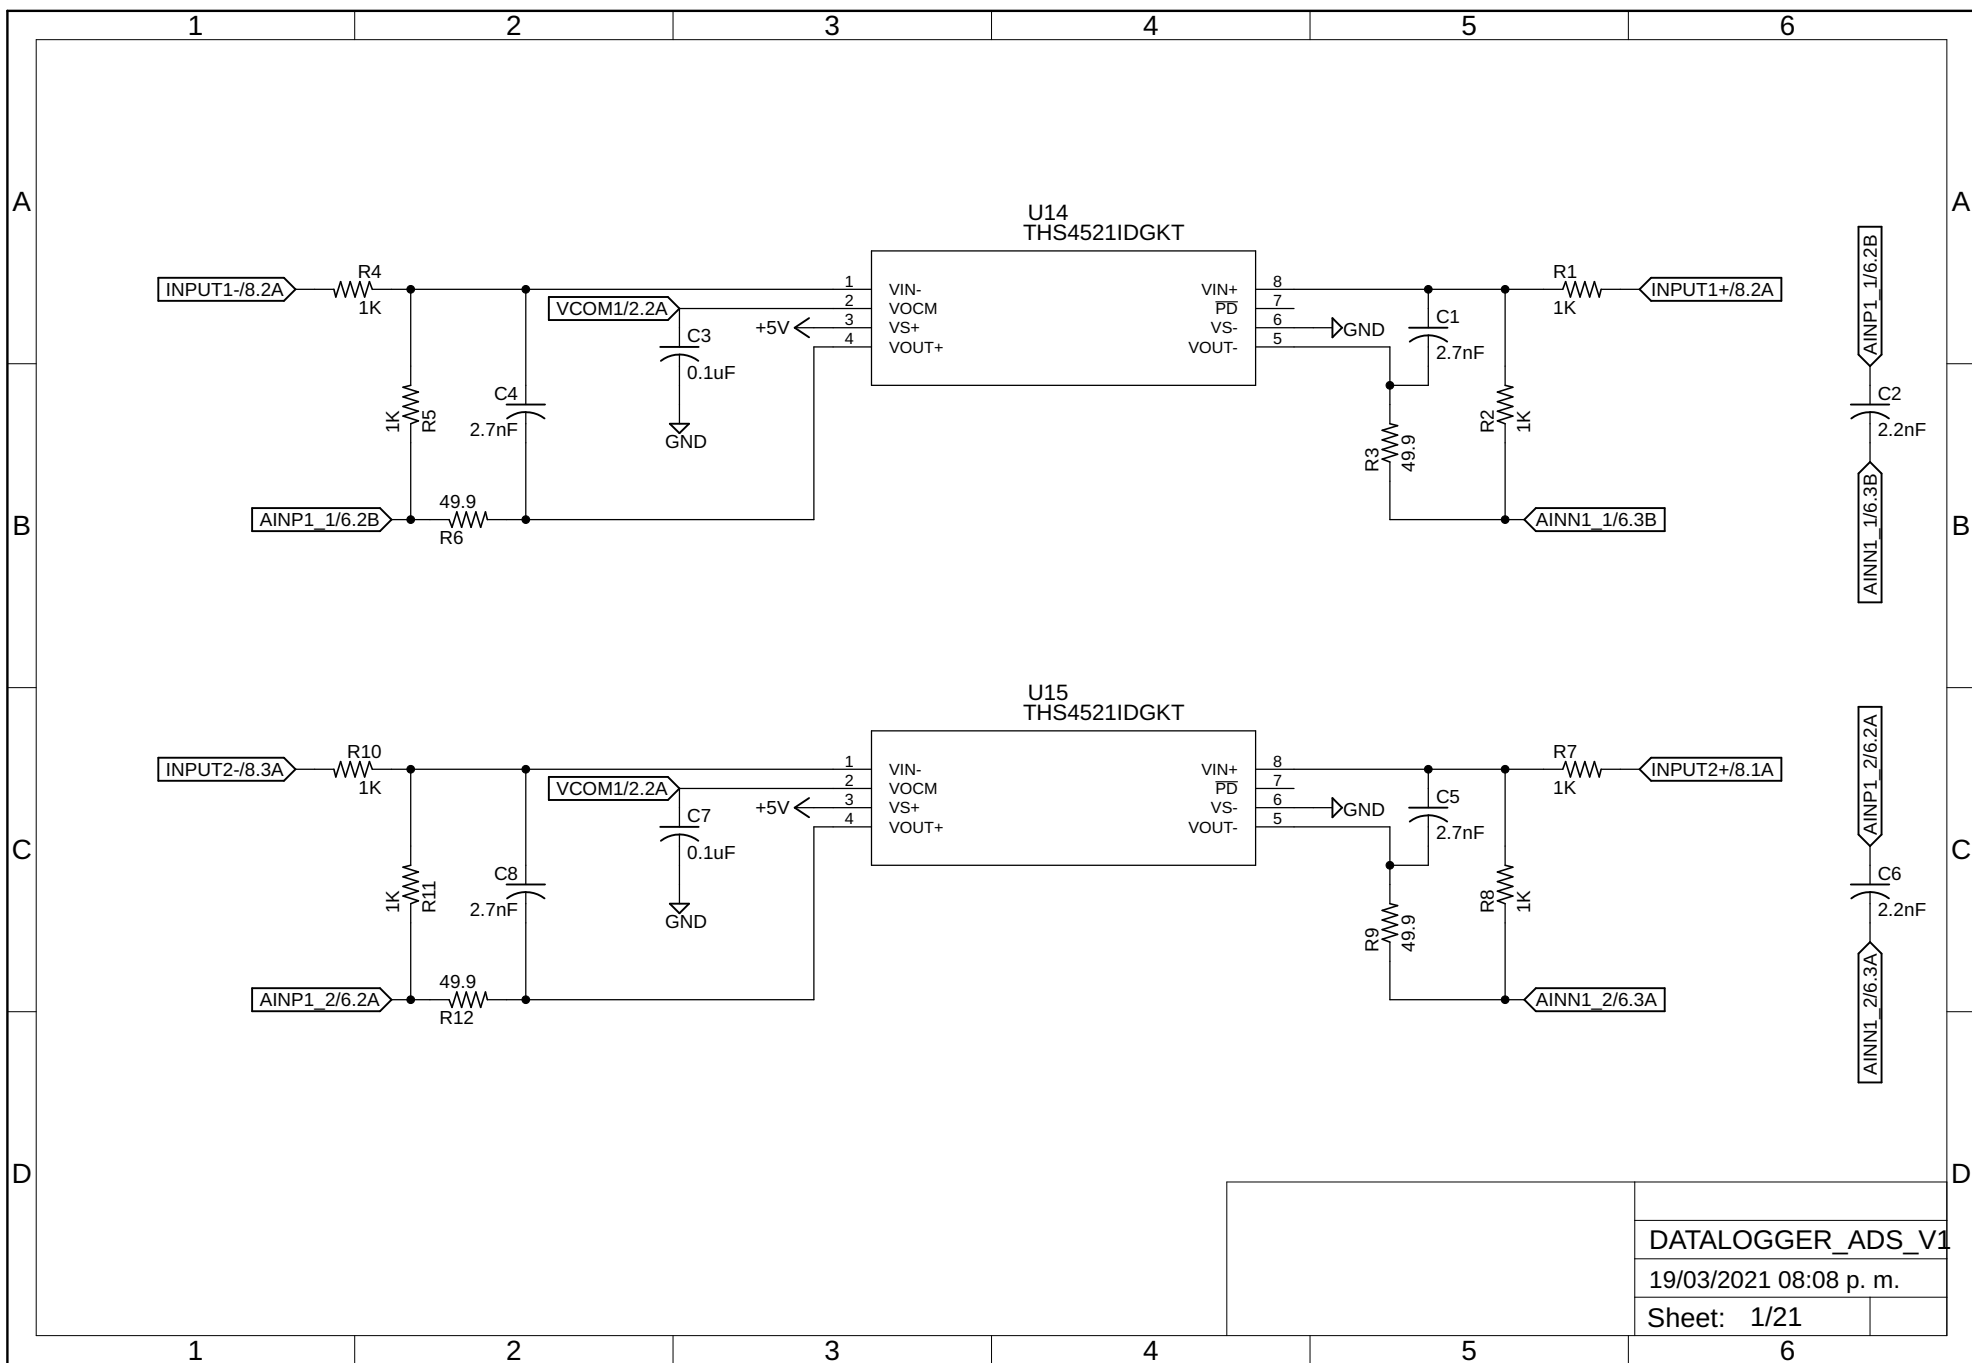 1 2 3 4 5 6
A A
U14
THS4521IDGKT
INPUT1-/8.2A
R4
1K
VCOM1/2.2A
+5V
1
2
3
4
VIN-
VOCM
VS+
VOUT+
VIN+
PD
VS-
VOUT-
8
7
6
5
GND
C1
2.7nF
R1
1K
INPUT1+/8.2A
AINP1_1/6.2B
C3
0.1uF
GND
1K
R5
C4
2.7nF
R3
49.9
R2
1K
C2
2.2nF
B B
AINP1_1/6.2B
49.9
R6
AINN1_1/6.3B
AINN1_1/6.3B
U15
THS4521IDGKT
INPUT2-/8.3A
R10
1K
VCOM1/2.2A
+5V
1
2
3
4
VIN-
VOCM
VS+
VOUT+
VIN+
PD
VS-
VOUT-
8
7
6
5
GND
C5
2.7nF
R7
1K
INPUT2+/8.1A
AINP1_2/6.2A
C C
C7
0.1uF
GND
1K
R11
C8
2.7nF
R9
49.9
R8
1K
C6
2.2nF
AINP1_2/6.2A
49.9
R12
AINN1_2/6.3A
AINN1_2/6.3A
D D
DATALOGGER_ADS_V1
19/03/2021 08:08 p. m.
Sheet: 1/21
1 2 3 4 5 6